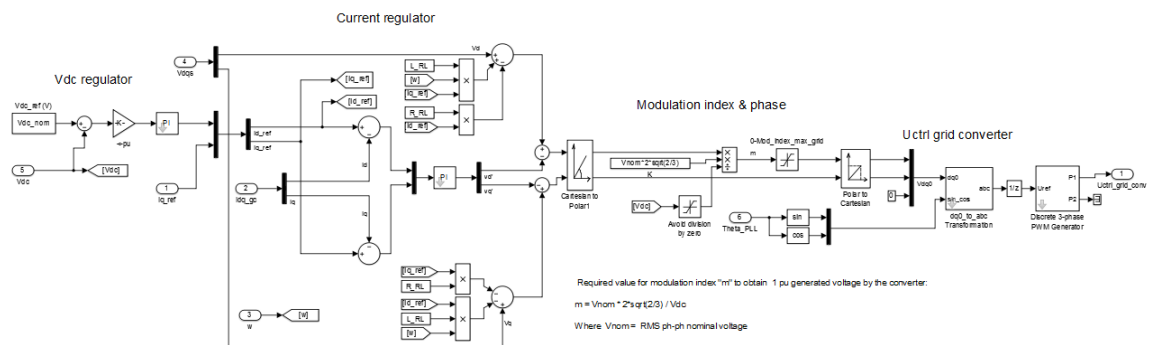 Current regulator
Vdc regulator
Modulation index & phase
Uctrl grid converter
4
Vdqs
Vd
L_RL
[w]
[Iq_ref]
R_RL
[Id_ref]
×
×
[Iq_ref]
[Id_ref]
Vdc_ref (V)
Vdc_nom
-K-
->pu
PI
5
Vdc
[Vdc]
1
Iq_ref
Id_ref
Iq_ref
2
Idq_gc
id
iq
id
iq
PI
vd'
vq'
Cartesian to
Polar1
Vnom*2*sqrt(2/3)
K
×
×
÷
m
0-Mod_index_max_grid
[Vdc]
Avoid division
by zero
Polar to
Cartesian
0
Vdq0
6
Theta_PLL
sin
cos
dq0
sin_cos
abc
dq0_to_abc
Transformation
1/z
Uref
P1
P2
Discrete 3-phase
PWM Generator
1
Uctrl_grid_conv
3
w
[w]
[Iq_ref]
R_RL
[Id_ref]
L_RL
[w]
×
×
Vq
Required value for modulation index "m" to obtain 1 pu generated voltage by the converter:
m = Vnom * 2*sqrt(2/3) / Vdc
Where Vnom = RMS ph-ph nominal voltage